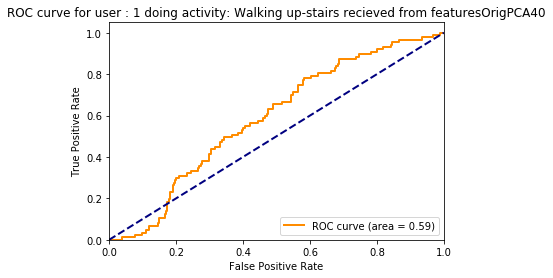 ROC curve for user : 1 doing activity: Walking up-stairs recieved from featuresOrigPCA40
1.0
0.8
0.6
0.4
0.2
0.0
True Positive Rate
ROC curve (area = 0.59)
0.0 0.2 0.4 0.6 0.8 1.0
False Positive Rate